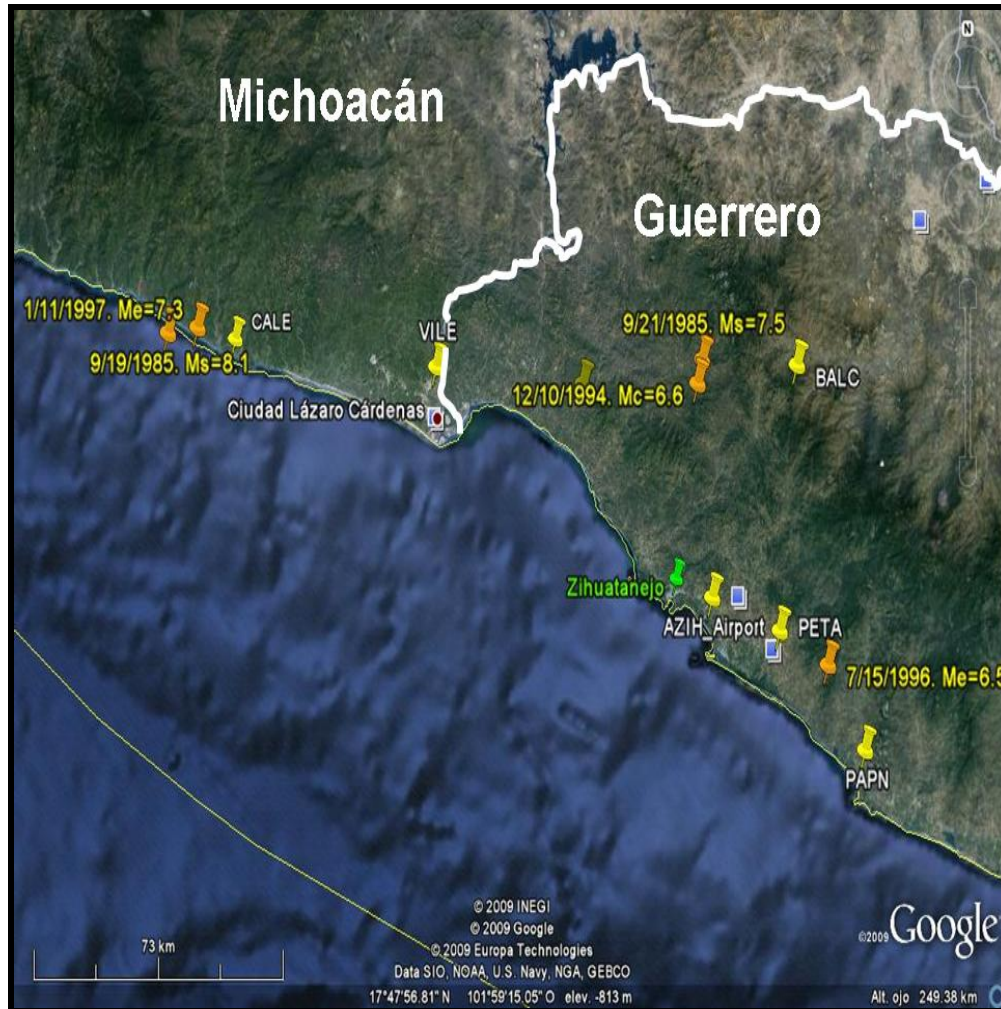 N
Michoacán
Guerrero
1/11/1997. Me=7.3
CALE
9/19/1985. Ms=8.1
VILE
9/21/1985. Ms=7.5
BALC
12/10/1994. Mc=6.6
Ciudad Lázaro Cárdenas
Zihuatanejo
AZIH_Airport
PETA
7/15/1996. Me=6.5
PAPN
© 2009 INEGI
© 2009 Google
© 2009 Europa Technologies
Data SIO, NOAA, U.S. Navy, NGA, GEBCO
©2009 Google
73 km
17°47'56.81" N 101°59'15.05" O elev. -813 m
Alt. ojo 249.38 km